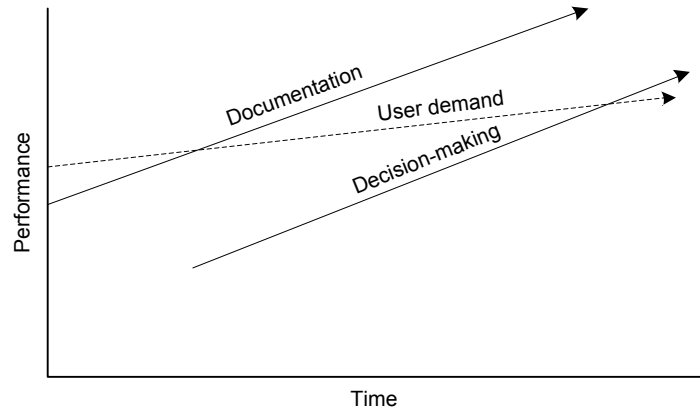 Documentation
User demand
Decision-making
Performance
Time